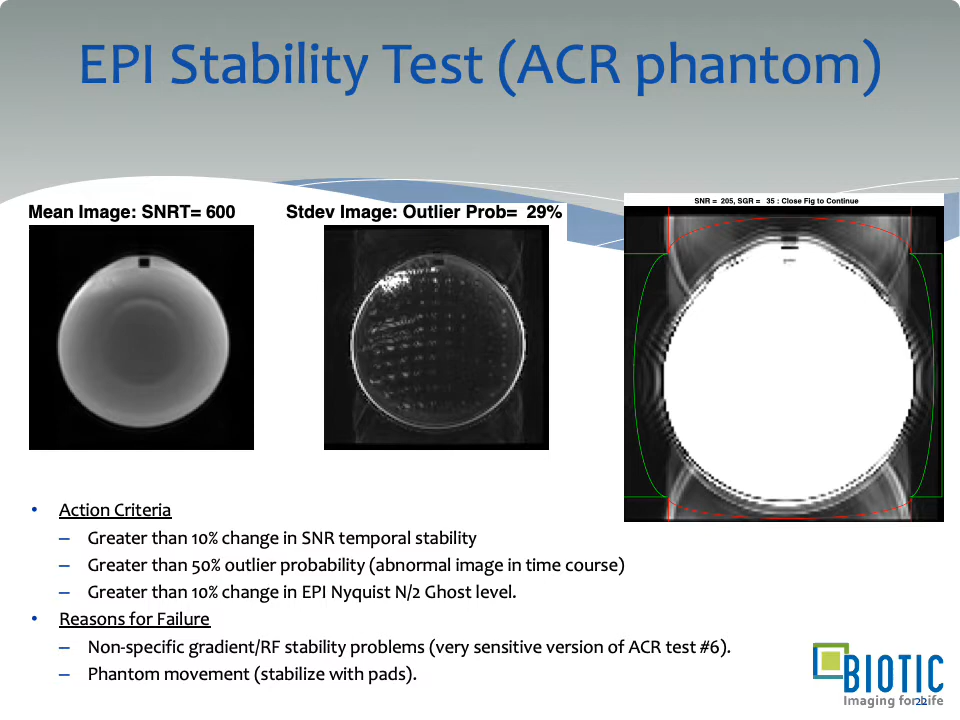 EPI Stability Test (ACR phantom)
Mean Image: SNRT= 600
Stdev Image: Outlier Prob= 29%
SNR = 205, SGR = 35 : Close Fig to Continue
• Action Criteria
– Greater than 10% change in SNR temporal stability
– Greater than 50% outlier probability (abnormal image in time course)
– Greater than 10% change in EPI Nyquist N/2 Ghost level.
• Reasons for Failure
– Non-specific gradient/RF stability problems (very sensitive version of ACR test #6).
– Phantom movement (stabilize with pads).
BIOTIC
Imaging for Life
22